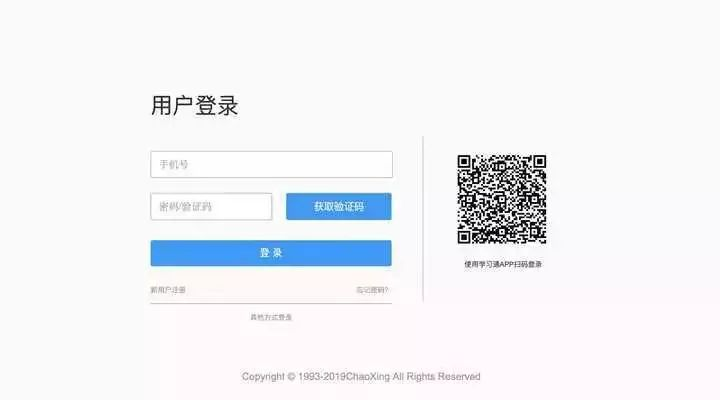 用户登录
手机号
密码/验证码
获取验证码
登 录
新用户注册
忘记密码?
其他方式登录
使用学习通APP扫码登录
Copyright © 1993-2019ChaoXing All Rights Reserved